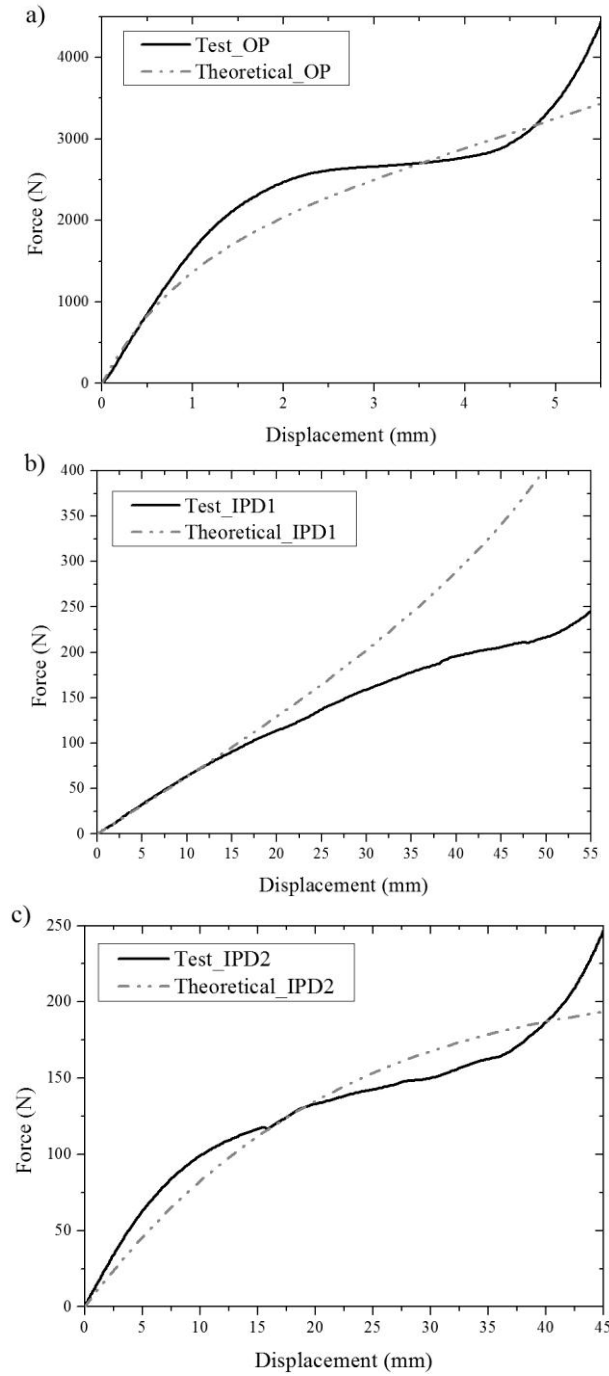 a)
Test_OP
Theoretical_OP
Force (N)
4000
3000
2000
1000
0
0 1 2 3 4 5
Displacement (mm)
b)
Test_IPD1
Theoretical_IPD1
Force (N)
400
350
300
250
200
150
100
50
0
0 5 10 15 20 25 30 35 40 45 50 55
Displacement (mm)
c)
Test_IPD2
Theoretical_IPD2
Force (N)
250
200
150
100
50
0
0 5 10 15 20 25 30 35 40 45
Displacement (mm)